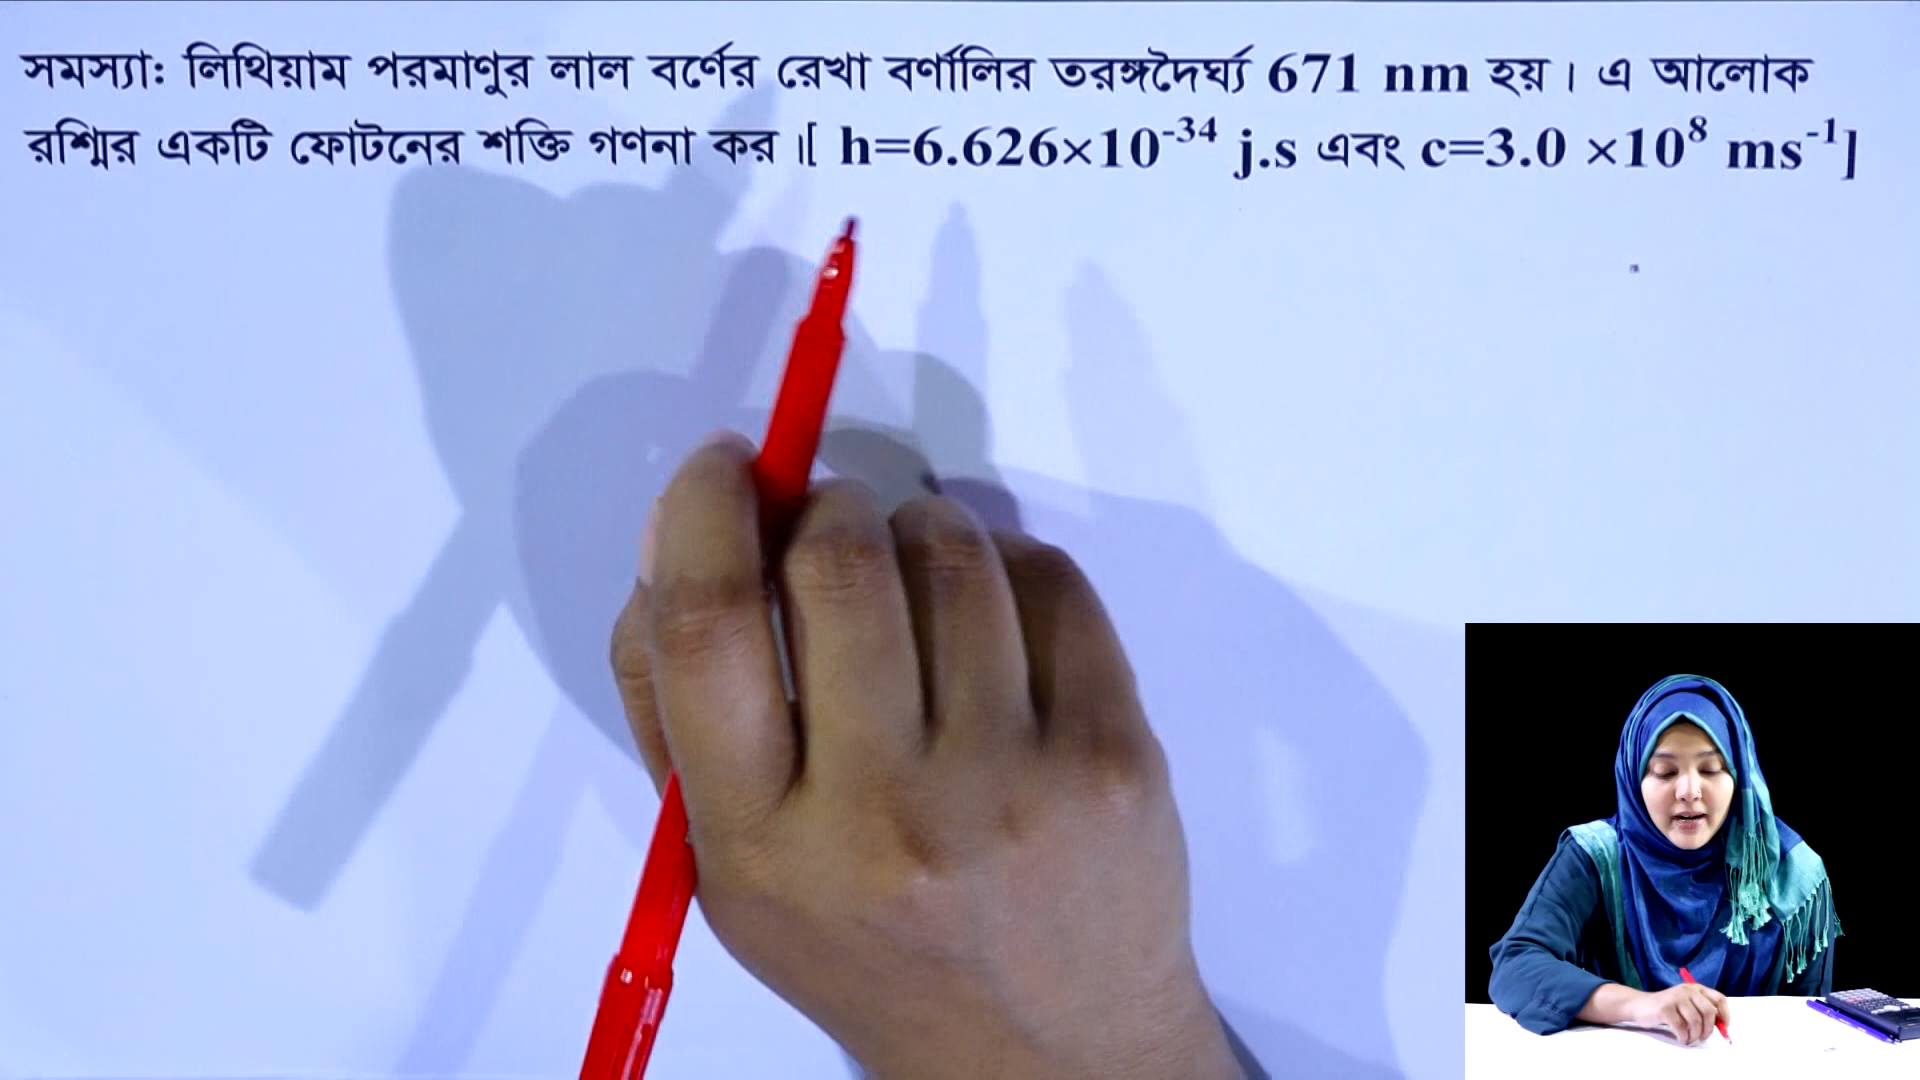 সমস্যা: লিথিয়াম পরমাণুর লাল বর্ণের রেখা বর্ণালির তরঙ্গদৈর্ঘ্য 671 nm হয়। এ আলোক
রশ্মির একটি ফোটনের শক্তি গণনা কর।[ h=6.626×10⁻³⁴ j.s এবং c=3.0 ×10⁸ ms⁻¹]